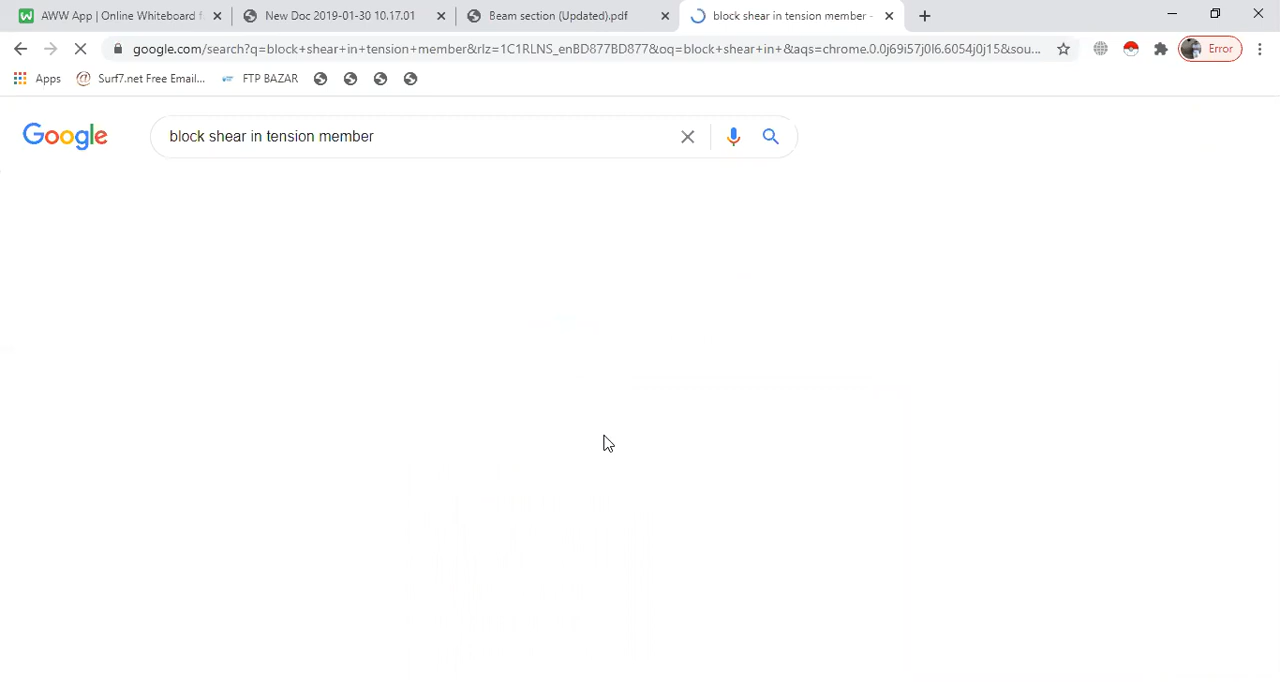 AWW App | Online Whiteboard f
New Doc 2019-01-30 10.17.01
Beam section (Updated).pdf
block shear in tension member -
google.com/search?q=block+shear+in+tension+member&rlz=1C1RLNS_enBD877BD877&oq=block+shear+in+&aqs=chrome.0.0j69i57j0l6.6054j0j15&sou...
Error
Apps
Surf7.net Free Email...
FTP BAZAR
Google
block shear in tension member